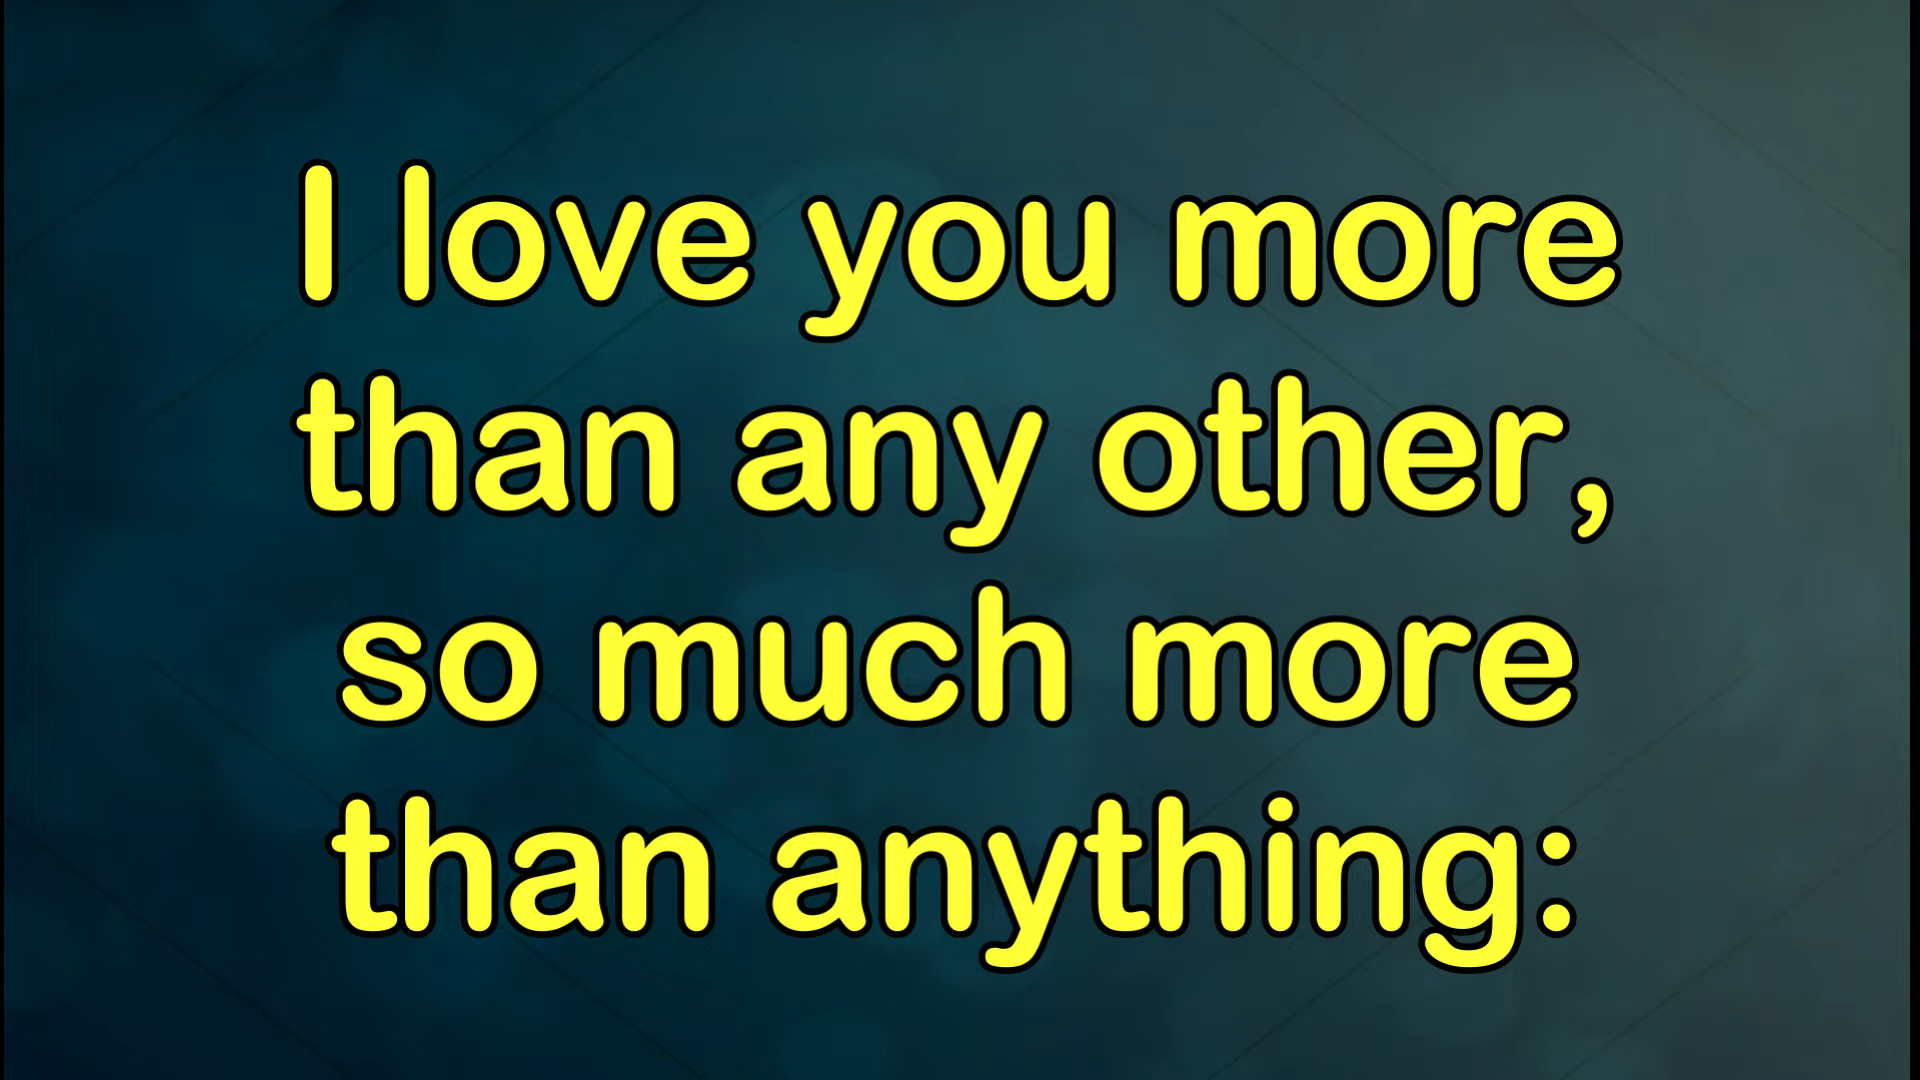 I love you more
than any other,
so much more
than anything: